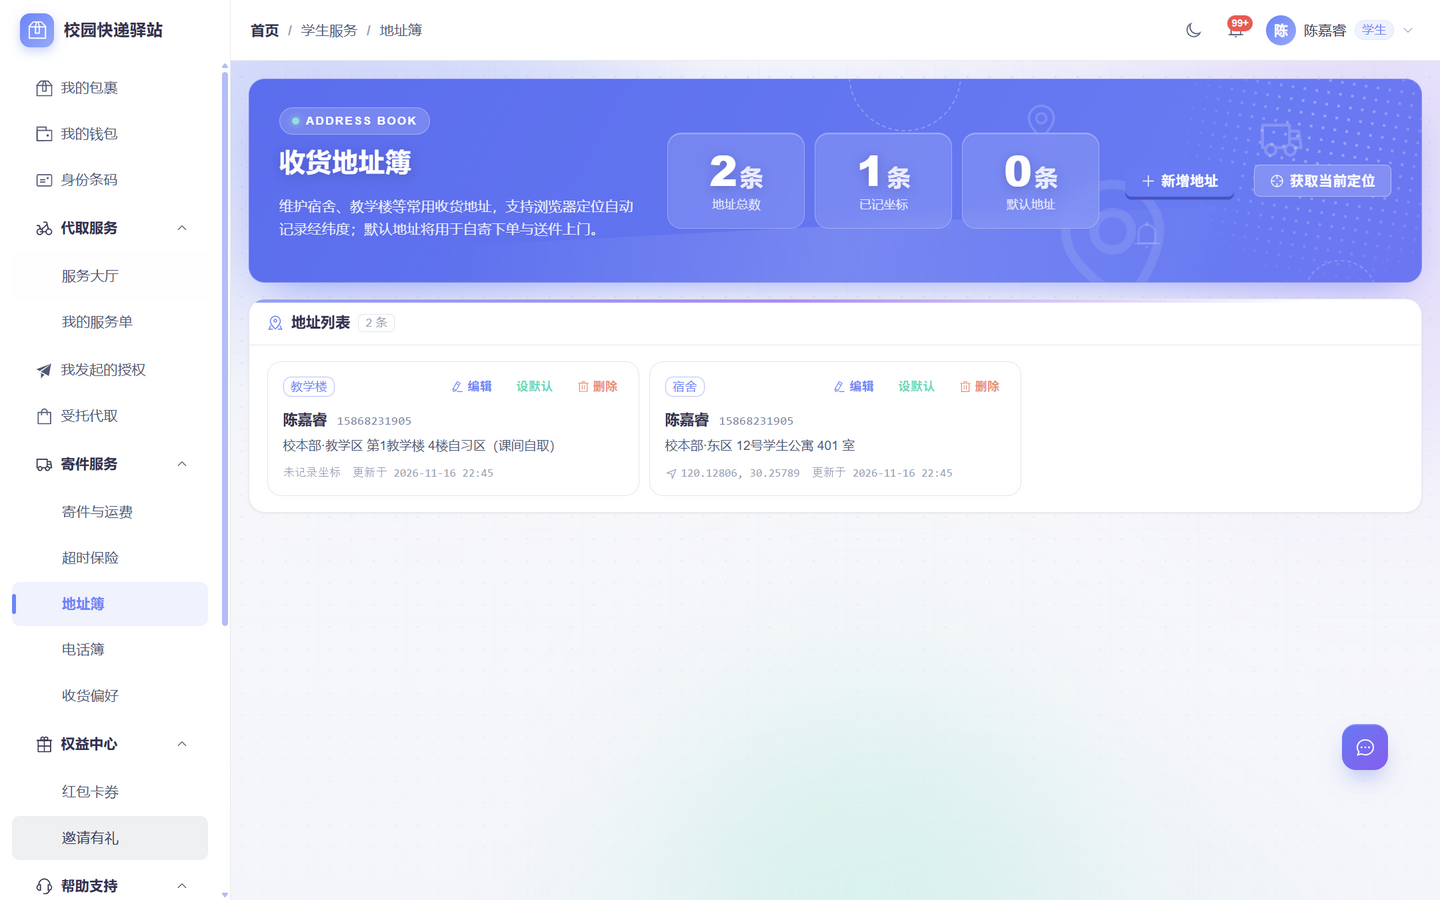 校园快递驿站
首页 / 学生服务 / 地址簿
99+
陈 陈嘉睿 学生
我的包裹
我的钱包
身份条码
代取服务
服务大厅
我的服务单
我发起的授权
受托代取
寄件服务
寄件与运费
超时保险
地址簿
电话簿
收货偏好
权益中心
红包卡券
邀请有礼
帮助支持
ADDRESS BOOK
收货地址簿
维护宿舍、教学楼等常用收货地址，支持浏览器定位自动
记录经纬度；默认地址将用于自寄下单与送件上门。
2条
地址总数
1条
已记坐标
0条
默认地址
新增地址
获取当前定位
地址列表 2 条
教学楼 编辑 设默认 删除
陈嘉睿 15868231905
校本部·教学区 第1教学楼 4楼自习区（课间自取）
未记录坐标 更新于 2026-11-16 22:45
宿舍 编辑 设默认 删除
陈嘉睿 15868231905
校本部·东区 12号学生公寓 401 室
120.12806, 30.25789 更新于 2026-11-16 22:45